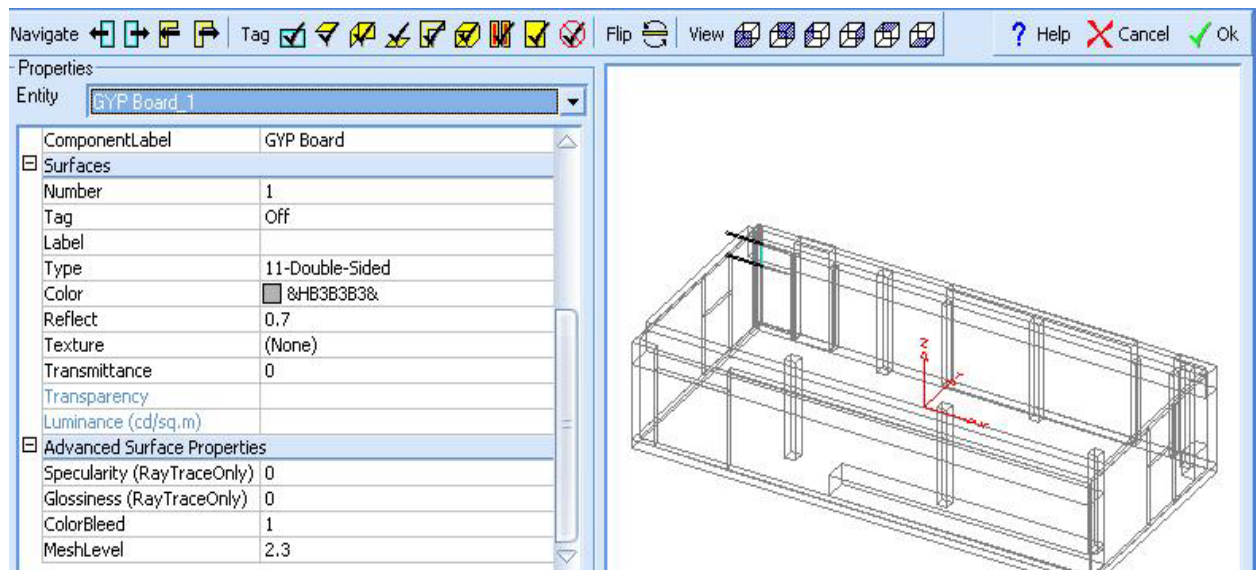 Navigate Tag Flip View ? Help Cancel Ok
Properties
Entity GYP Board_1
ComponentLabel GYP Board
Surfaces
Number 1
Tag Off
Label
Type 11-Double-Sided
Color &HB3B3B3&
Reflect 0.7
Texture (None)
Transmittance 0
Transparency
Luminance (cd/sq.m)
Advanced Surface Properties
Specularity (RayTraceOnly) 0
Glossiness (RayTraceOnly) 0
ColorBleed 1
MeshLevel 2.3
Z